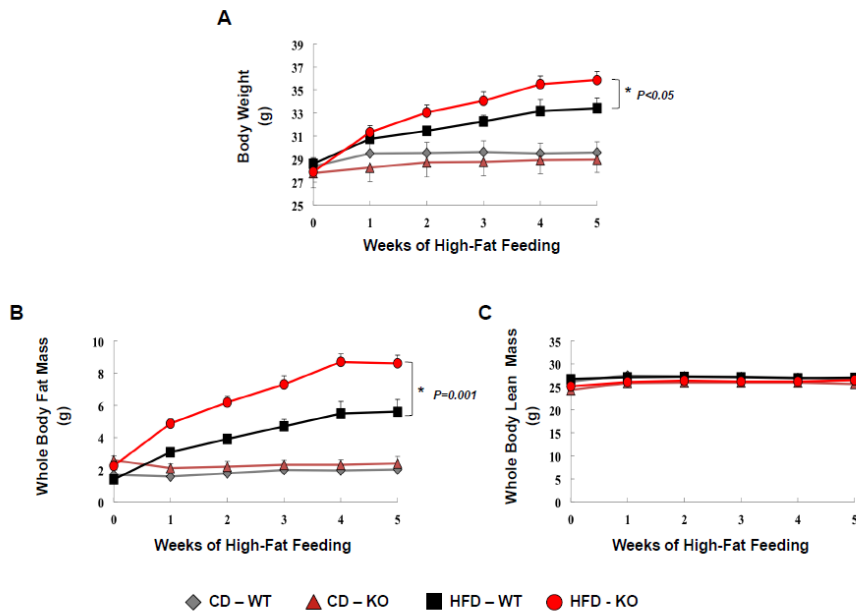 A
Body Weight
(g)
39
37
35
33
31
29
27
25
0 1 2 3 4 5
* P<0.05
Weeks of High-Fat Feeding
B
Whole Body Fat Mass
(g)
10
8
6
4
2
0
0 1 2 3 4 5
* P=0.001
Weeks of High-Fat Feeding
C
Whole Body Lean Mass
(g)
35
30
25
20
15
10
5
0
0 1 2 3 4 5
Weeks of High-Fat Feeding
CD – WT CD – KO HFD – WT HFD - KO